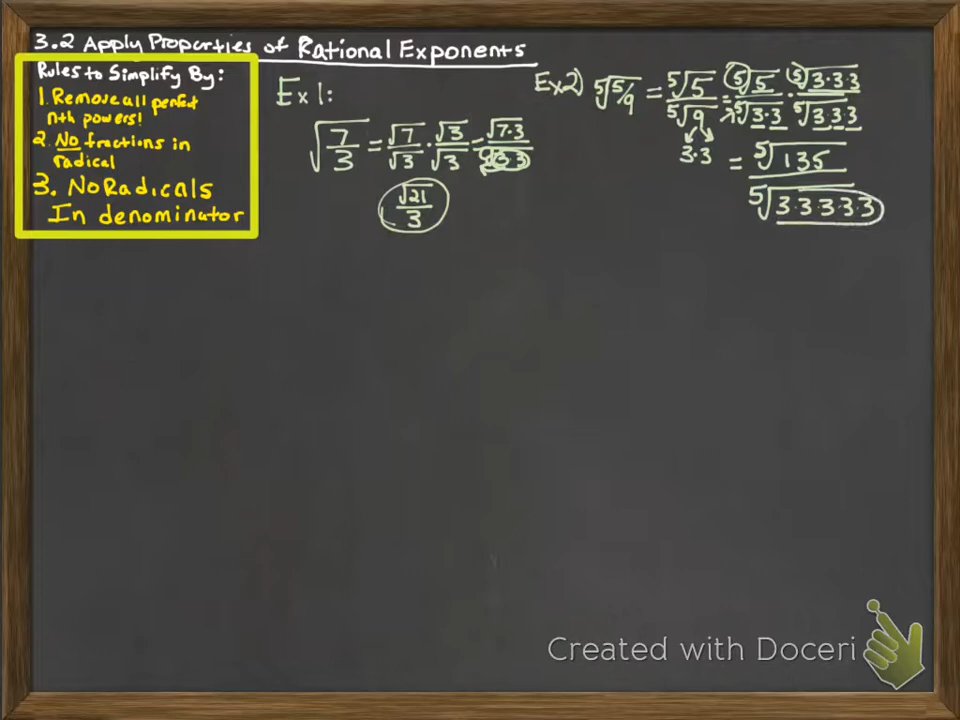 3.2 Apply Properties of Rational Exponents
Rules to Simplify By:
1. Remove all perfect
nth powers!
2. No fractions in
radical
3. No Radicals
In denominator
Ex 1:
√(7/3) = √7/√3 · √3/√3 = √(7·3)/√(3·3)
√21/3
Ex2) ⁵√(5/9) = ⁵√5/⁵√9 = ⁵√5/⁵√(3·3) · ⁵√(3·3·3)/⁵√(3·3·3)
3·3
= ⁵√135/⁵√(3·3·3·3·3)
Created with Doceri